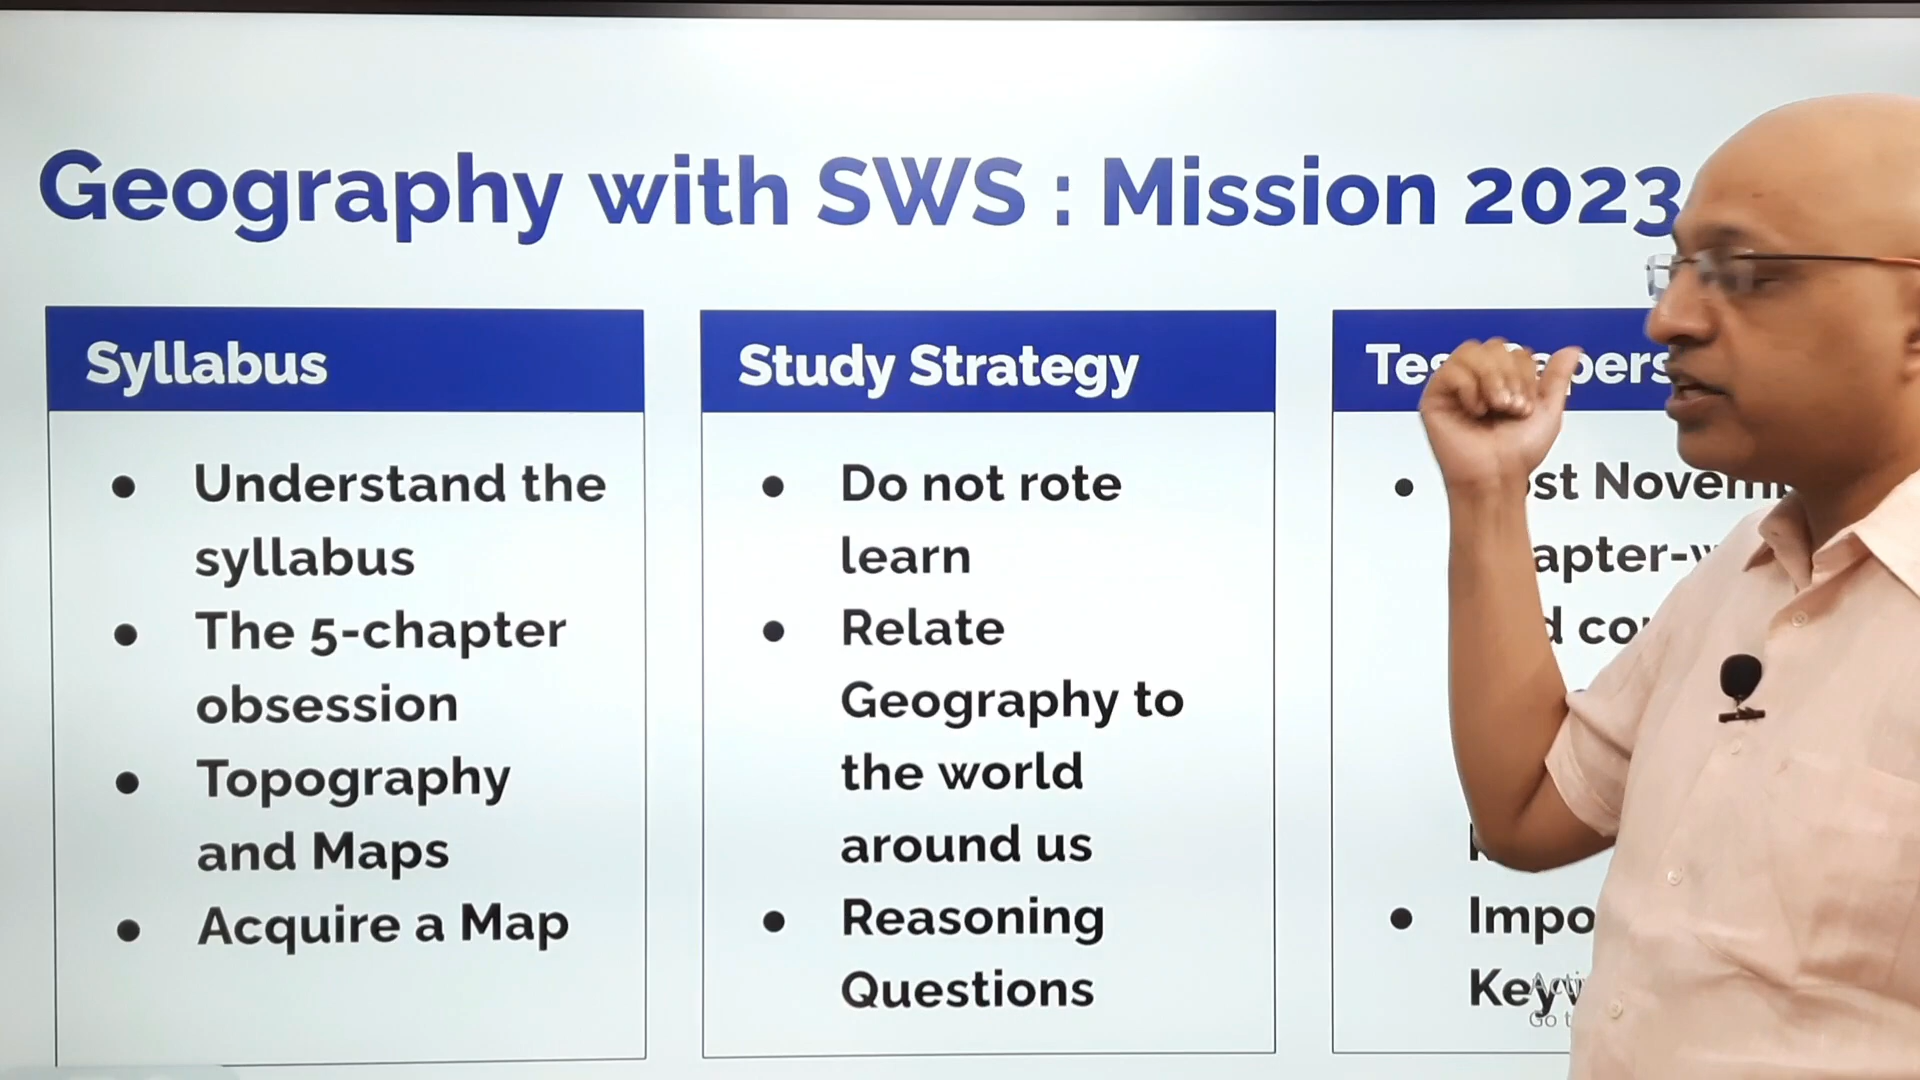 Geography with SWS : Mission 2023
Syllabus
Understand the
syllabus
The 5-chapter
obsession
Topography
and Maps
Acquire a Map
Study Strategy
Do not rote
learn
Relate
Geography to
the world
around us
Reasoning
Questions